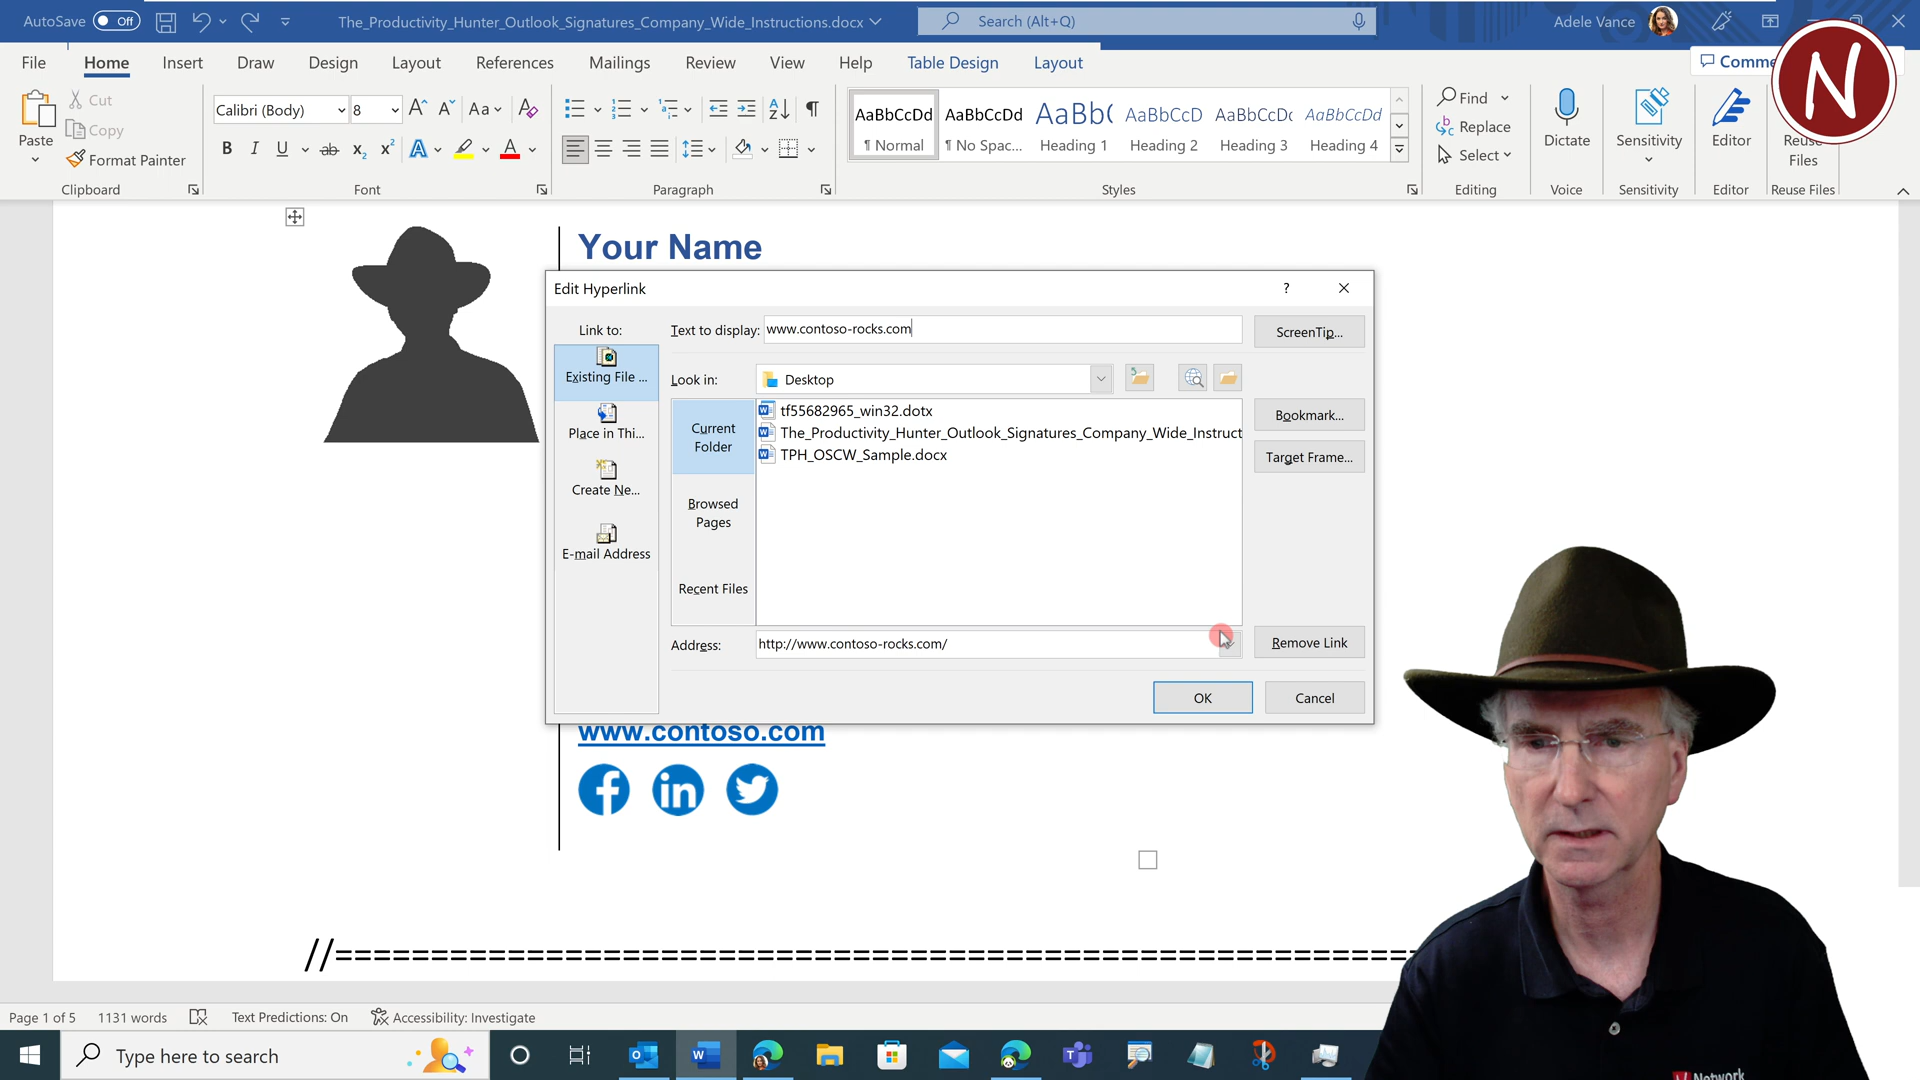 AutoSave Off The_Productivity_Hunter_Outlook_Signatures_Company_Wide_Instructions.docx Search (Alt+Q) Adele Vance
File Home Insert Draw Design Layout References Mailings Review View Help Table Design Layout
N
Paste
Cut
Copy
Format Painter
Clipboard
Calibri (Body) 8
Font
Paragraph
AaBbCcDd AaBbCcDd AaBb( AaBbCcD AaBbCcDc AaBbCcDd
¶ Normal ¶ No Spac... Heading 1 Heading 2 Heading 3 Heading 4
Styles
Find
Replace
Select
Editing
Dictate
Voice
Sensitivity
Sensitivity
Editor
Editor
Files
Reuse Files
Your Name
Edit Hyperlink ?
Link to:
Existing File ...
Place in Thi...
Create Ne...
E-mail Address
Text to display: www.contoso-rocks.com
ScreenTip...
Look in: Desktop
Current Folder
Browsed Pages
Recent Files
tf55682965_win32.dotx
The_Productivity_Hunter_Outlook_Signatures_Company_Wide_Instruct
TPH_OSCW_Sample.docx
Bookmark...
Target Frame...
Address: http://www.contoso-rocks.com/
Remove Link
OK Cancel
www.contoso.com
f in
Page 1 of 5 1131 words Text Predictions: On Accessibility: Investigate
Type here to search
Network